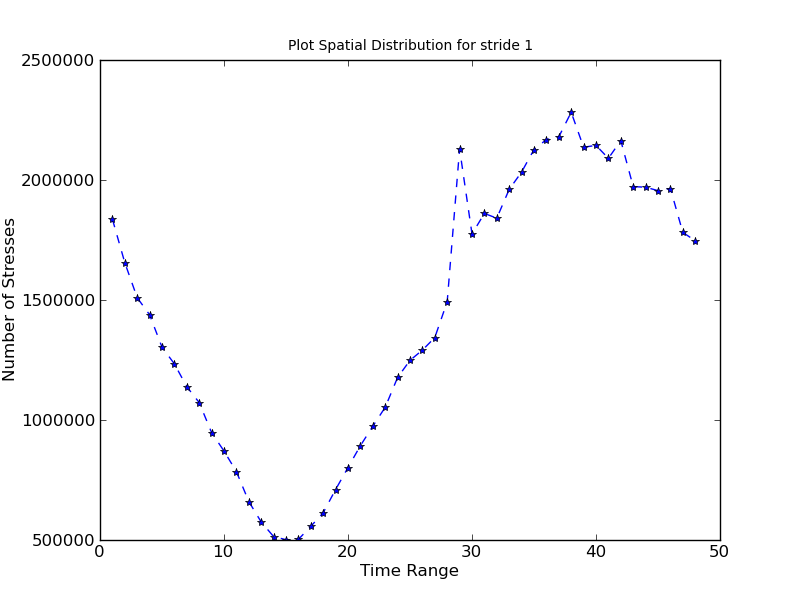 Plot Spatial Distribution for stride 1
2500000
2000000
1500000
1000000
500000
Number of Stresses
0 10 20 30 40 50
Time Range